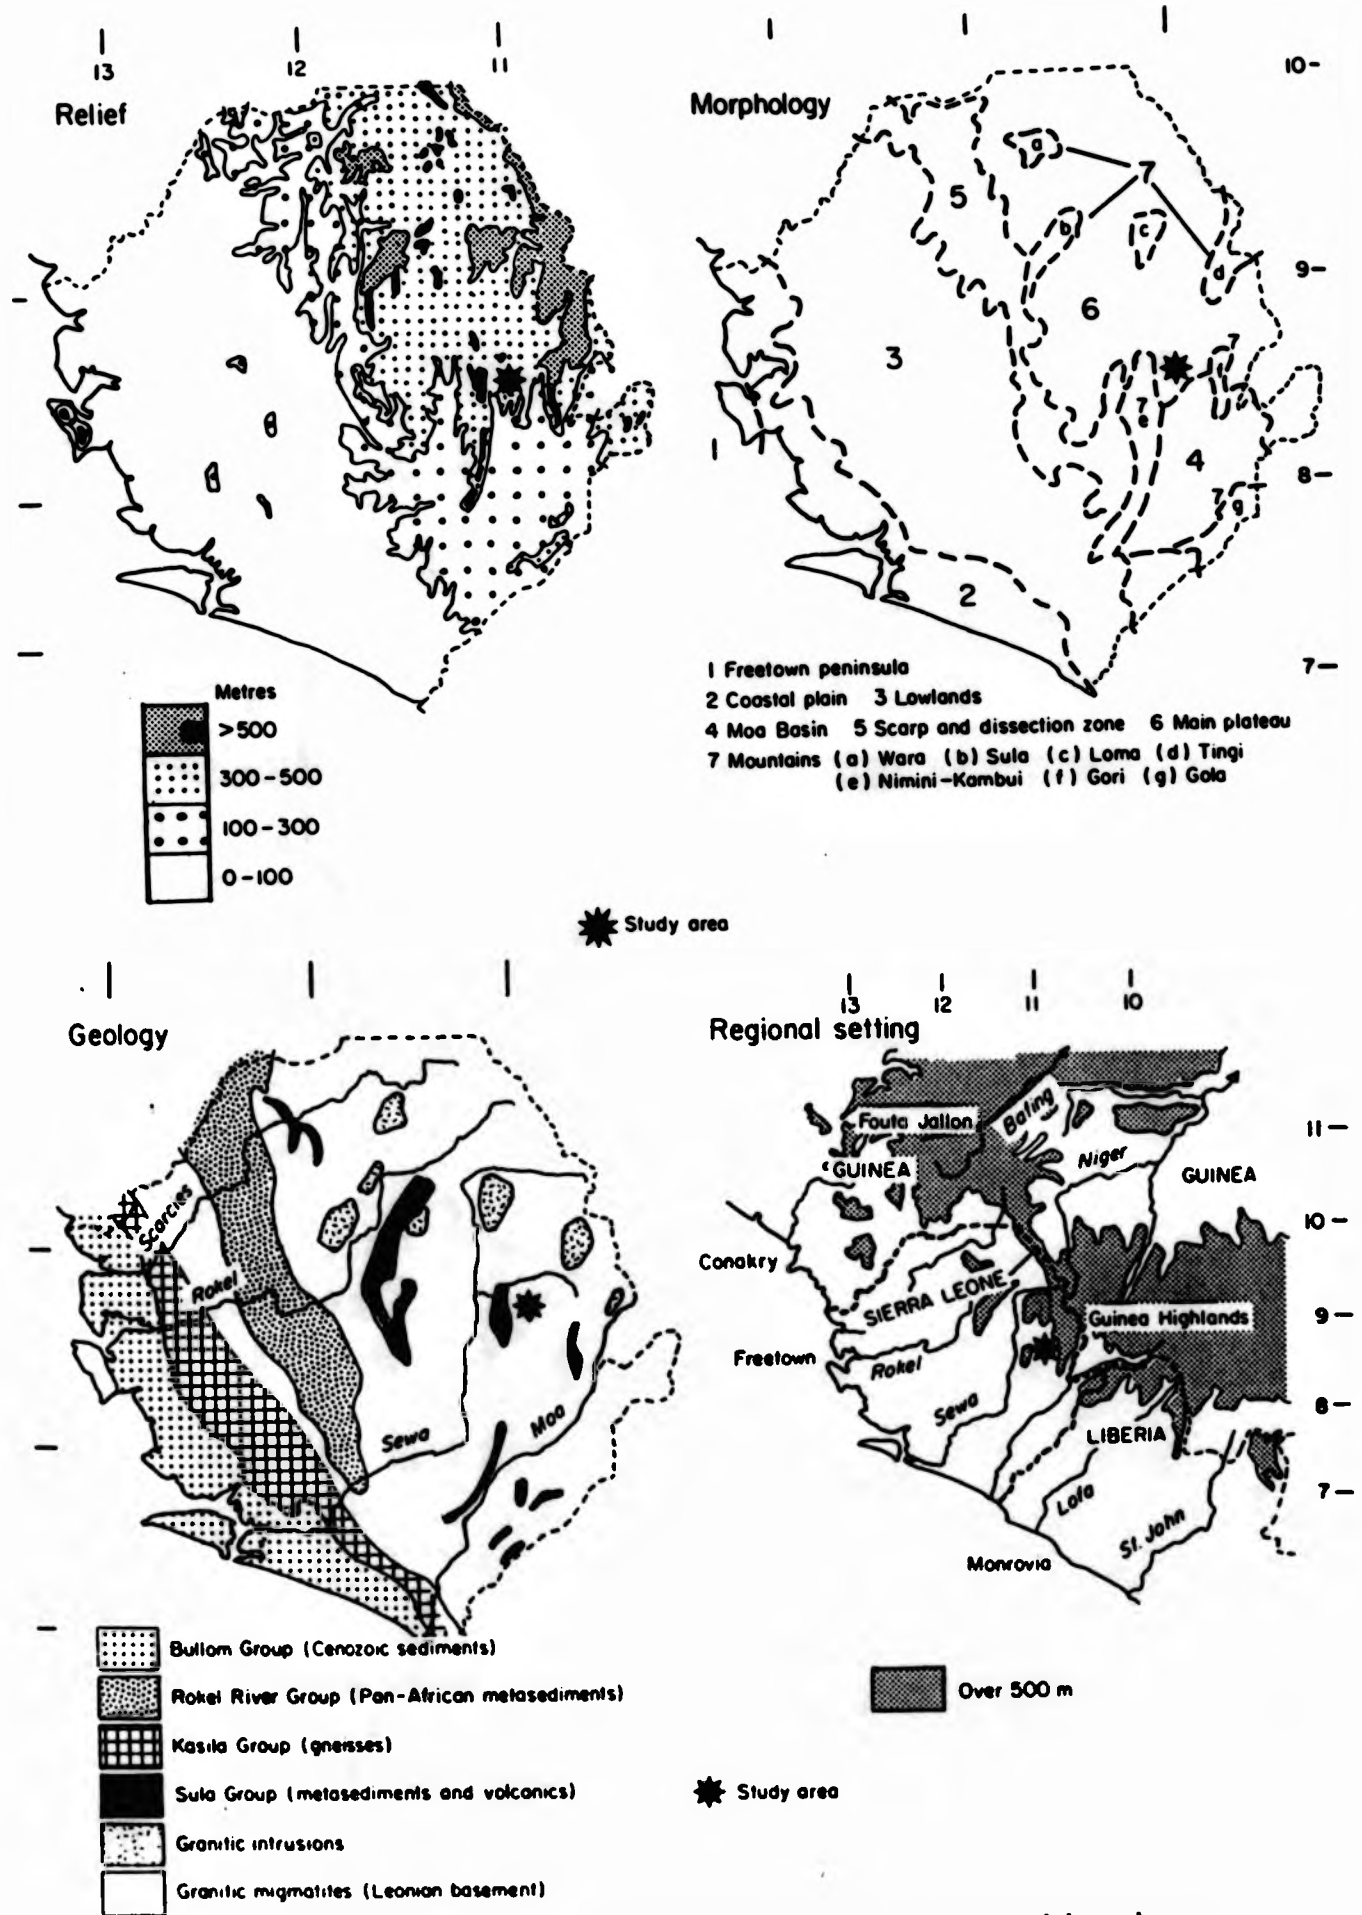 13 12 11
Relief
Metres
>500
300-500
100-300
0-100
Morphology
10
9
8
7
1
2
3
4
5
6
7
7
7
7
a
b
c
d
e
g
1 Freetown peninsula
2 Coastal plain 3 Lowlands
4 Moa Basin 5 Scarp and dissection zone 6 Main plateau
7 Mountains (a) Wara (b) Sula (c) Loma (d) Tingi
(e) Nimini-Kambui (f) Gori (g) Gola
Study area
Geology
Scarcies
Rokel
Sewa
Moa
Bullom Group (Cenozoic sediments)
Rokel River Group (Pan-African metasediments)
Kasila Group (gneisses)
Sula Group (metasediments and volcanics)
Granitic intrusions
Granitic migmatites (Leonian basement)
13 12 11 10
Regional setting
Fouta Jallon
Bafing
11
GUINEA
Niger
GUINEA
10
Conakry
SIERRA LEONE
Guinea Highlands
9
Freetown
Rokel
Sewa
8
LIBERIA
Lofa
7
St. John
Monrovia
Over 500 m
Study area